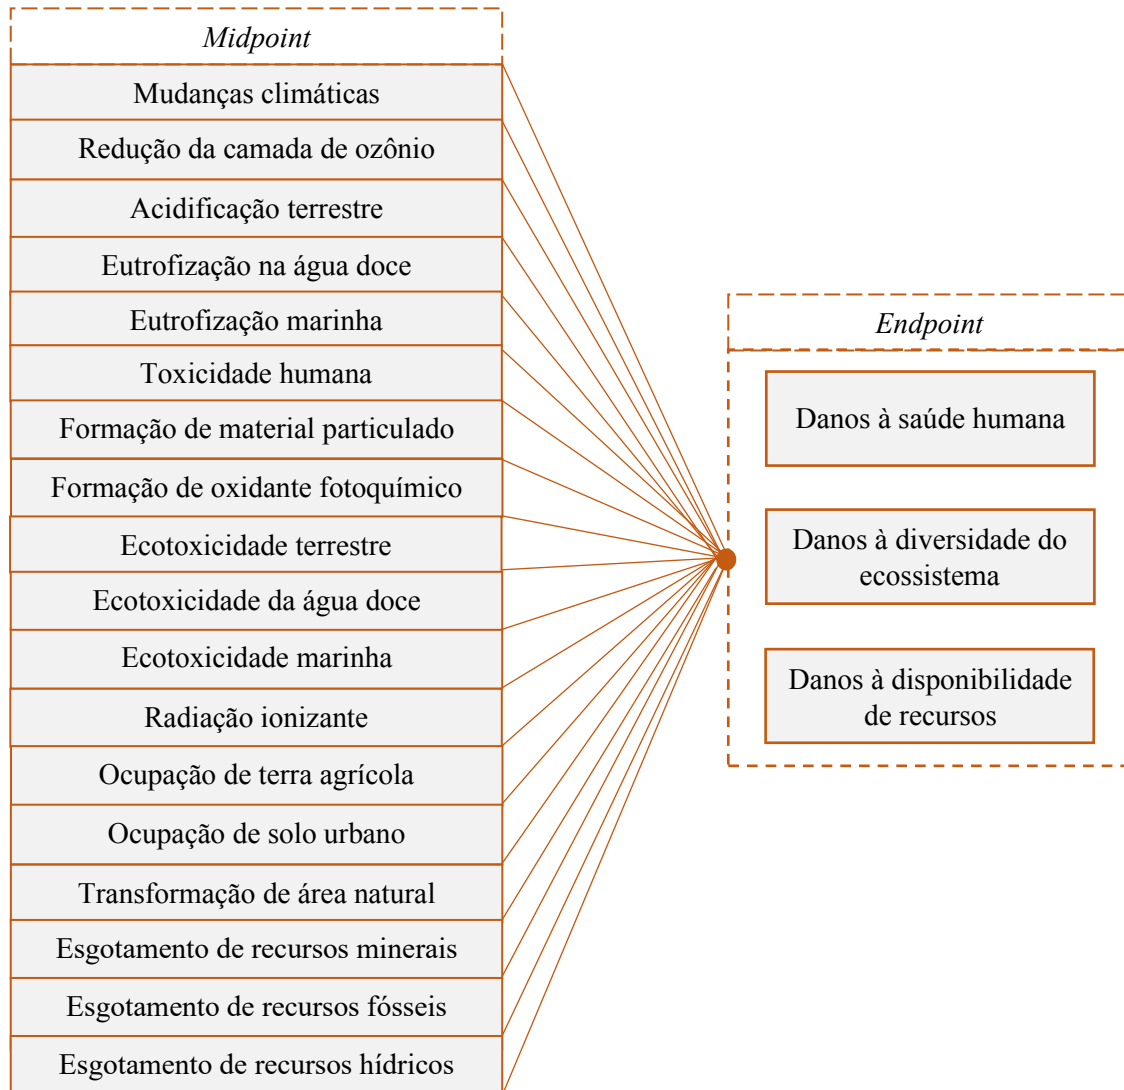 Midpoint
Mudanças climáticas
Redução da camada de ozônio
Acidificação terrestre
Eutrofização na água doce
Eutrofização marinha
Toxicidade humana
Formação de material particulado
Formação de oxidante fotoquímico
Ecotoxicidade terrestre
Ecotoxicidade da água doce
Ecotoxicidade marinha
Radiação ionizante
Ocupação de terra agrícola
Ocupação de solo urbano
Transformação de área natural
Esgotamento de recursos minerais
Esgotamento de recursos fósseis
Esgotamento de recursos hídricos
Endpoint
Danos à saúde humana
Danos à diversidade do
ecossistema
Danos à disponibilidade
de recursos